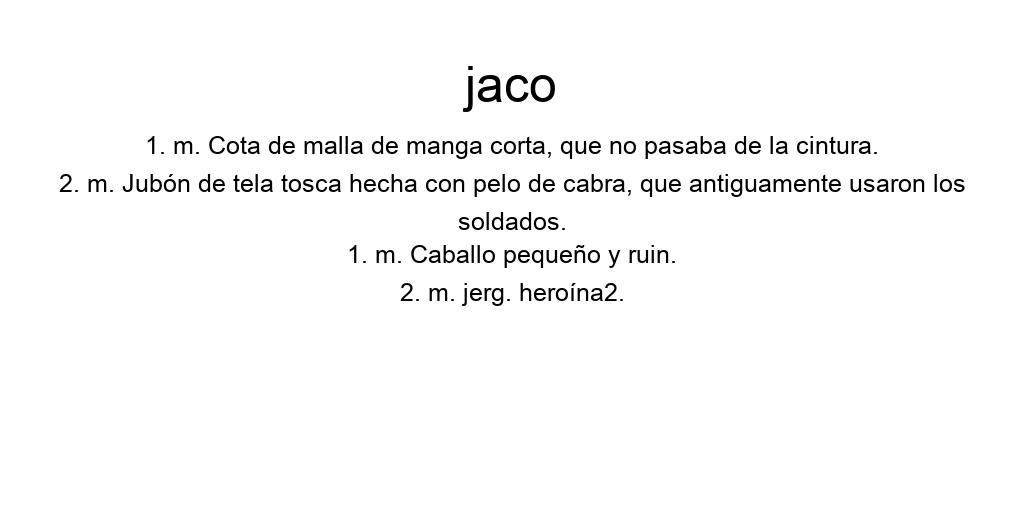 jaco
1. m. Cota de malla de manga corta, que no pasaba de la cintura.
2. m. Jubón de tela tosca hecha con pelo de cabra, que antiguamente usaron los
soldados.
1. m. Caballo pequeño y ruin.
2. m. jerg. heroína2.